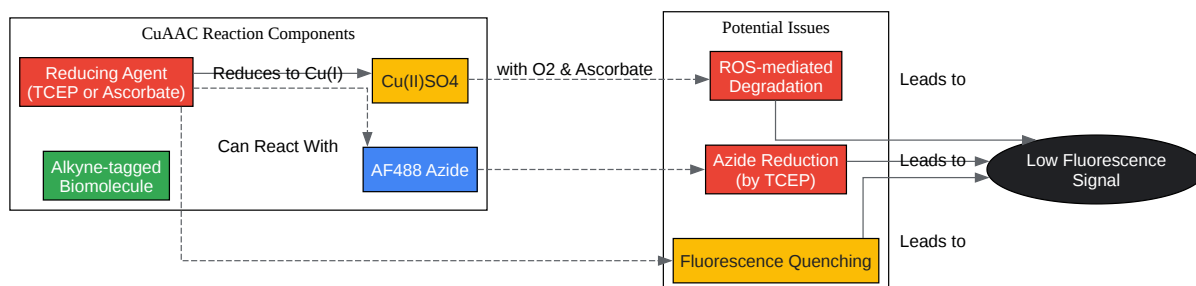 CuAAC Reaction Components
Reducing Agent
(TCEP or Ascorbate)
Reduces to Cu(I)
Cu(II)SO4
Can React With
Alkyne-tagged
Biomolecule
AF488 Azide
with O2 & Ascorbate
Potential Issues
ROS-mediated
Degradation
Azide Reduction
(by TCEP)
Fluorescence Quenching
Leads to
Leads to
Leads to
Low Fluorescence
Signal